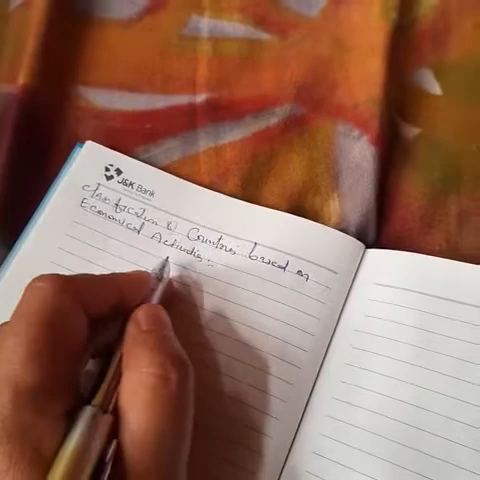 J&K Bank
Classification of Countries based on
Economical Activities:-